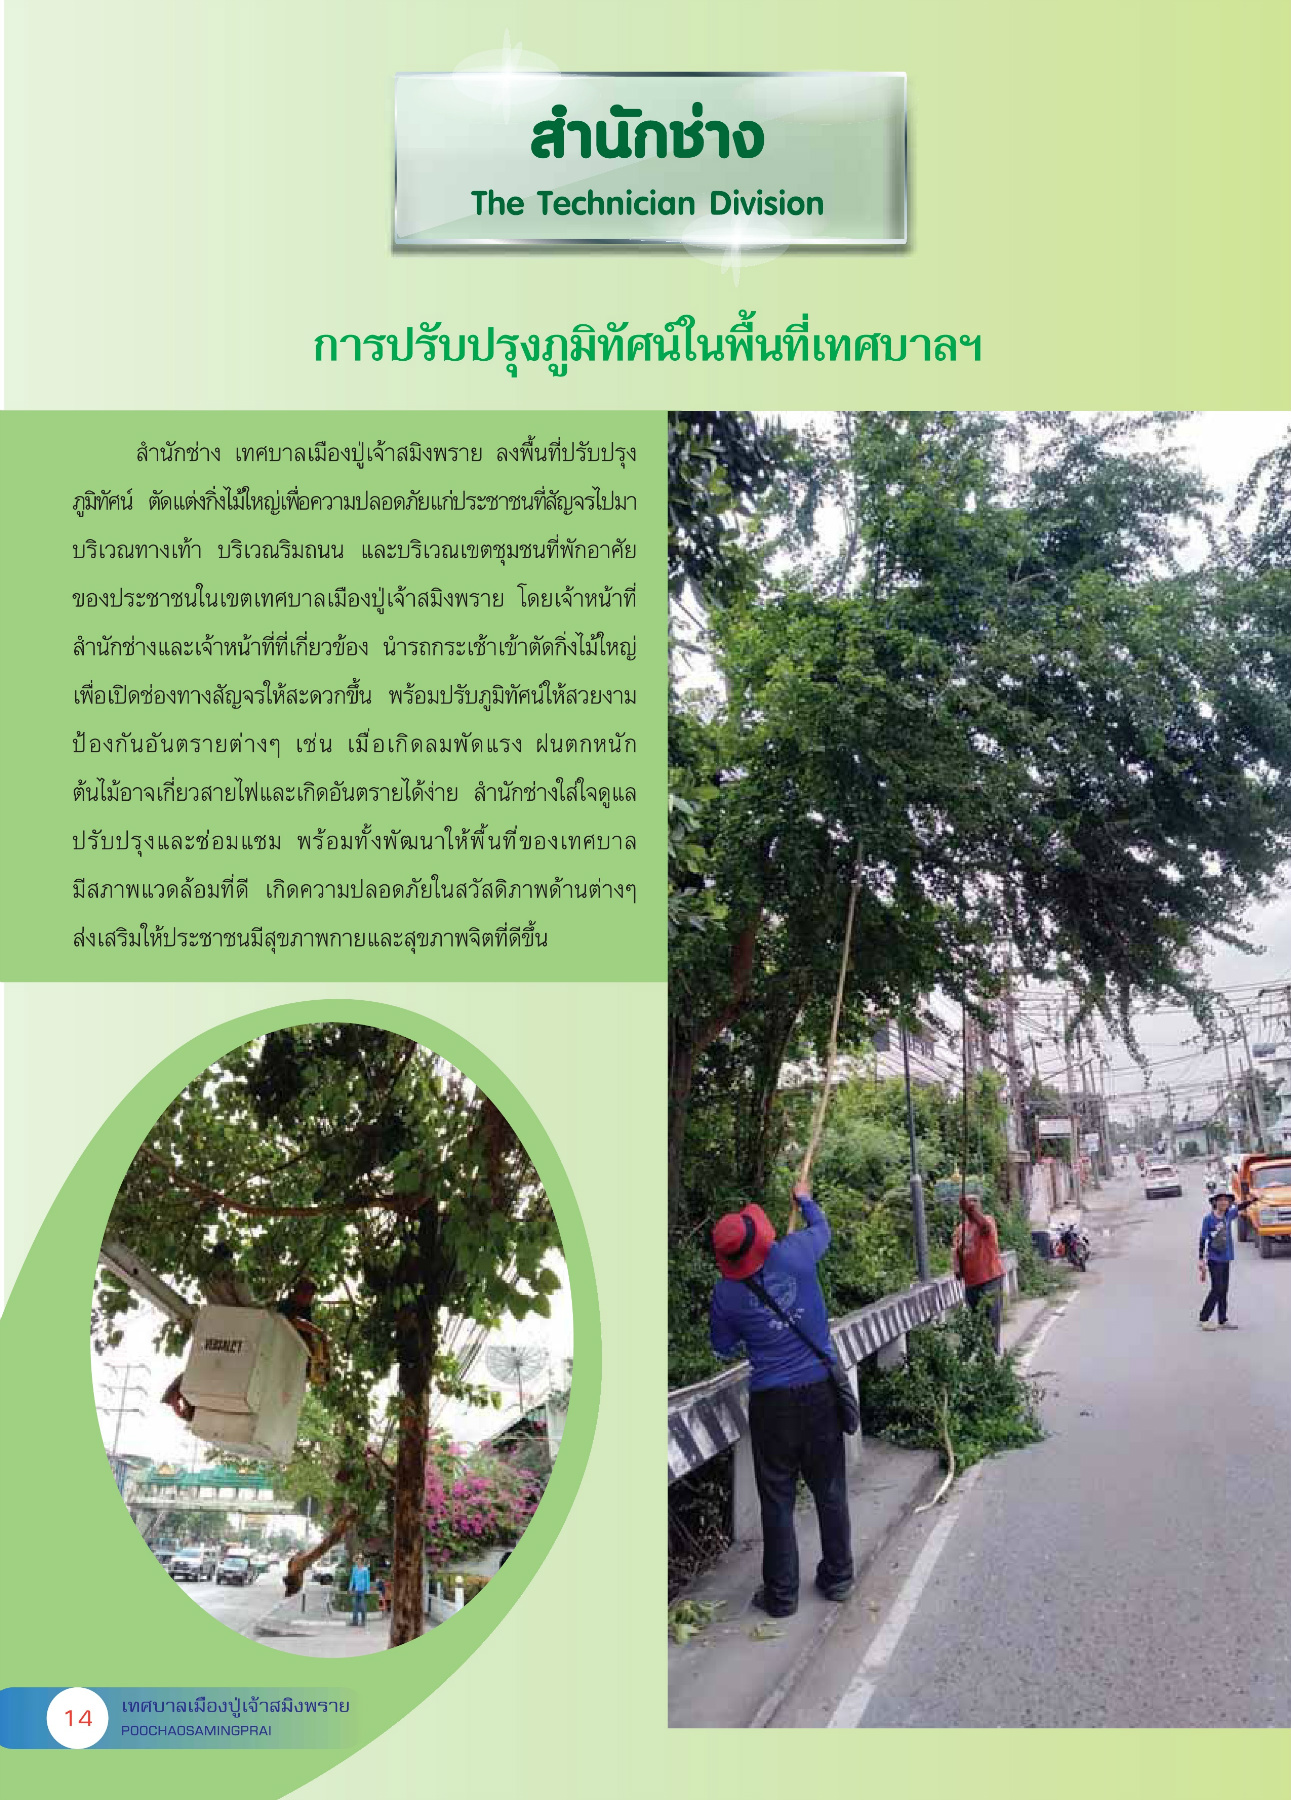 สำนักช่าง
The Technician Division
การปรับปรุงภูมิทัศน์ในพื้นที่เทศบาลฯ
สำนักช่าง เทศบาลเมืองปู่เจ้าสมิงพราย ลงพื้นที่ปรับปรุง
ภูมิทัศน์ ตัดแต่งกิ่งไม้ใหญ่เพื่อความปลอดภัยแก่ประชาชนที่สัญจรไปมา
บริเวณทางเท้า บริเวณริมถนน และบริเวณเขตชุมชนที่พักอาศัย
ของประชาชนในเขตเทศบาลเมืองปู่เจ้าสมิงพราย โดยเจ้าหน้าที่
สำนักช่างและเจ้าหน้าที่ที่เกี่ยวข้อง นำรถกระเช้าเข้าตัดกิ่งไม้ใหญ่
เพื่อเปิดช่องทางสัญจรให้สะดวกขึ้น พร้อมปรับภูมิทัศน์ให้สวยงาม
ป้องกันอันตรายต่างๆ เช่น เมื่อเกิดลมพัดแรง ฝนตกหนัก
ต้นไม้อาจเกี่ยวสายไฟและเกิดอันตรายได้ง่าย สำนักช่างใส่ใจดูแล
ปรับปรุงและซ่อมแซม พร้อมทั้งพัฒนาให้พื้นที่ของเทศบาล
มีสภาพแวดล้อมที่ดี เกิดความปลอดภัยในสวัสดิภาพด้านต่างๆ
ส่งเสริมให้ประชาชนมีสุขภาพกายและสุขภาพจิตที่ดีขึ้น
14
เทศบาลเมืองปู่เจ้าสมิงพราย
POOCHAOSAMINGPRAI